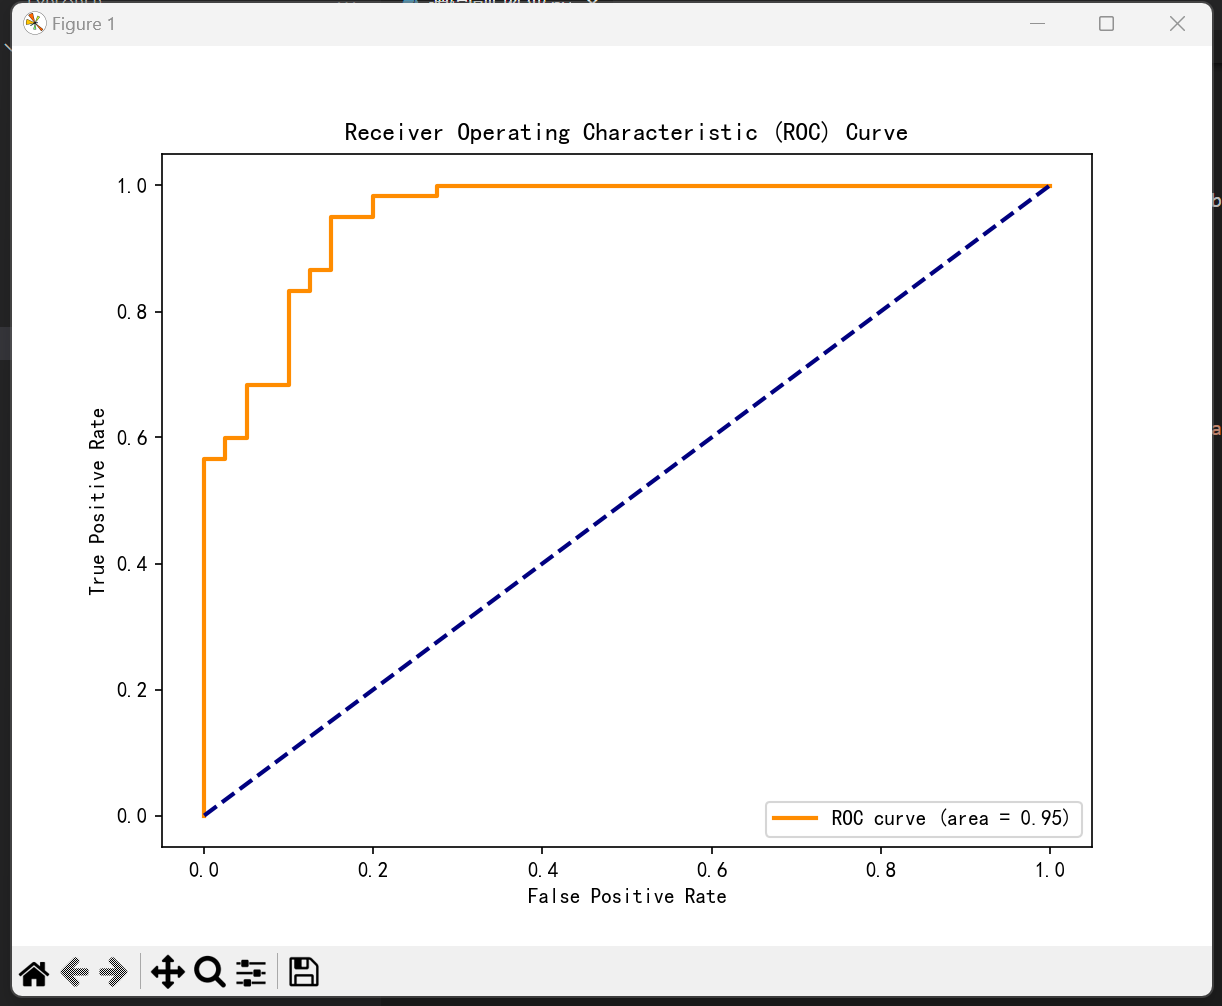 Figure 1
Receiver Operating Characteristic (ROC) Curve
1.0
0.8
0.6
0.4
0.2
0.0
True Positive Rate
ROC curve (area = 0.95)
0.0 0.2 0.4 0.6 0.8 1.0
False Positive Rate